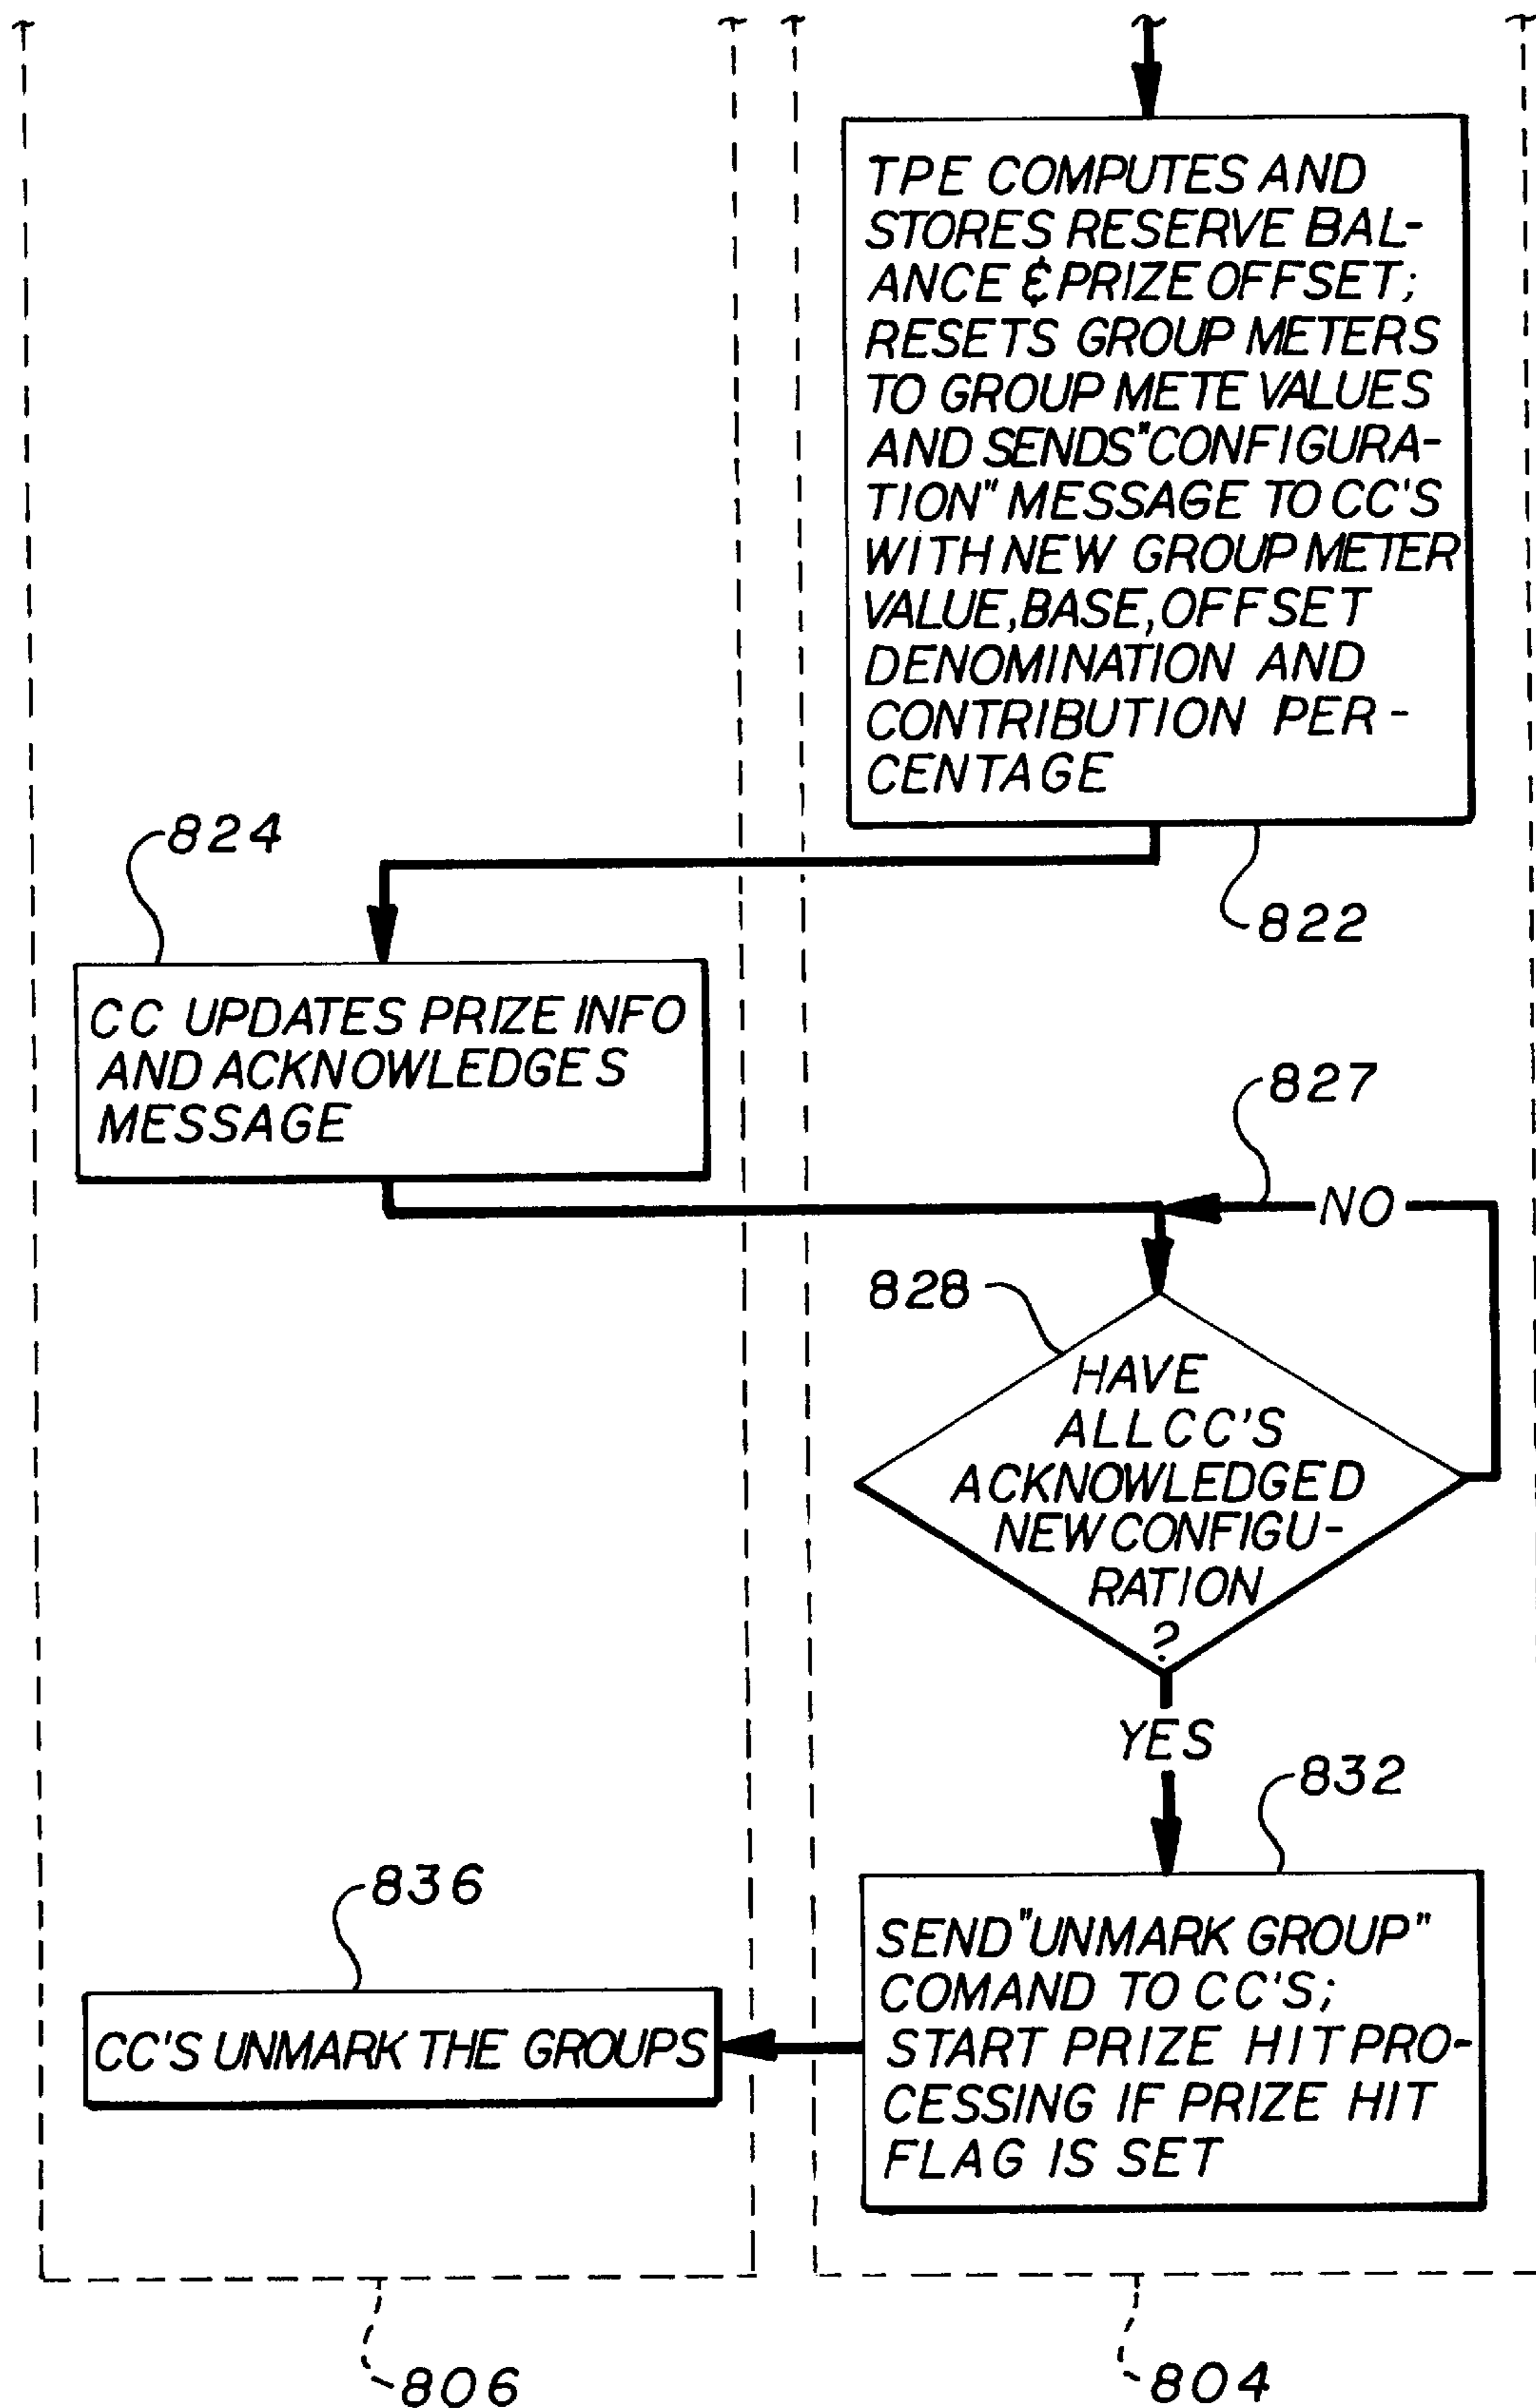 TPE COMPUTES AND
STORES RESERVE BAL-
ANCE & PRIZE OFFSET;
RESETS GROUP METERS
TO GROUP METE VALUES
AND SENDS "CONFIGURA-
TION" MESSAGE TO CC'S
WITH NEW GROUP METER
VALUE, BASE, OFFSET
DENOMINATION AND
CONTRIBUTION PER-
CENTAGE
824
822
CC UPDATES PRIZE INFO
AND ACKNOWLEDGES
MESSAGE
827
NO
828
HAVE
ALL CC'S
ACKNOWLEDGED
NEW CONFIGU-
RATION
?
YES
832
836
SEND "UNMARK GROUP"
COMAND TO CC'S;
START PRIZE HIT PRO-
CESSING IF PRIZE HIT
FLAG IS SET
CC'S UNMARK THE GROUPS
806
804